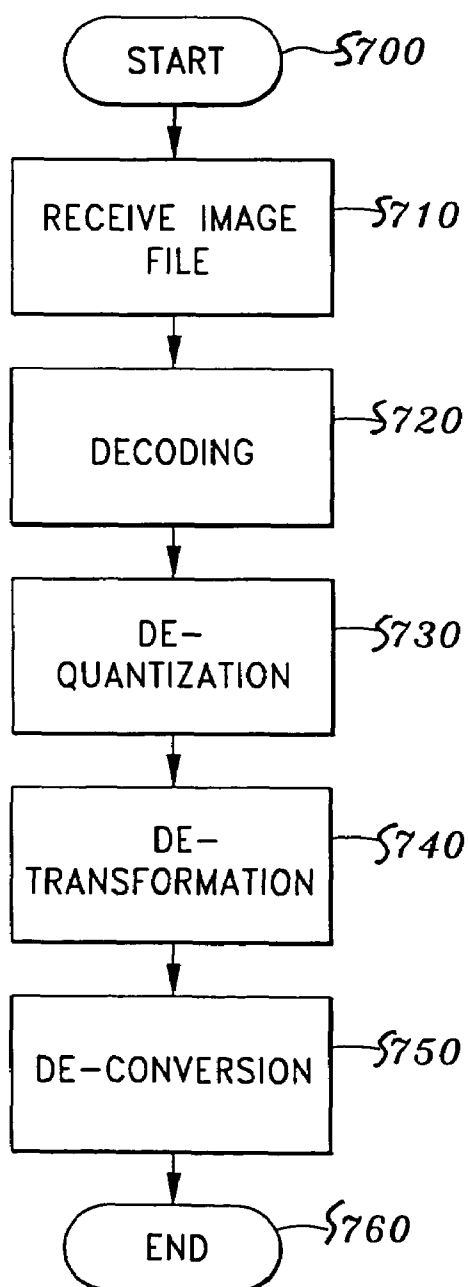 START S700
RECEIVE IMAGE S710
FILE
DECODING S720
DE- S730
QUANTIZATION
DE- S740
TRANSFORMATION
DE-CONVERSION S750
END S760